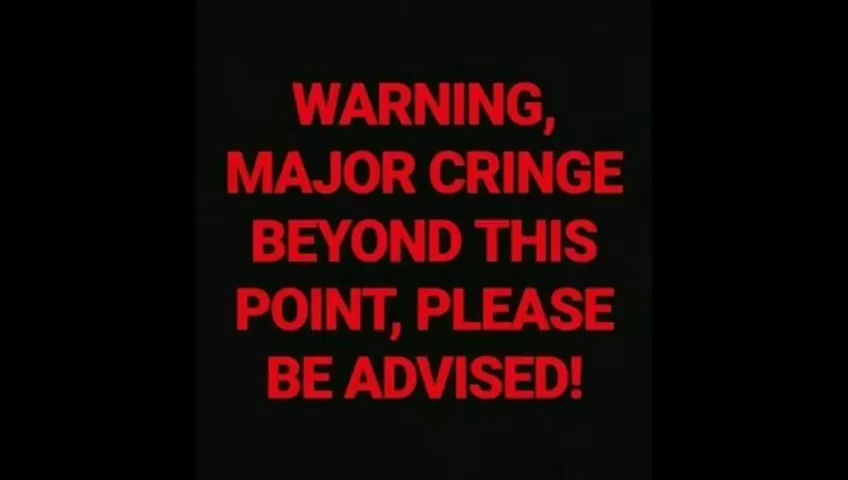 WARNING,
MAJOR CRINGE
BEYOND THIS
POINT, PLEASE
BE ADVISED!